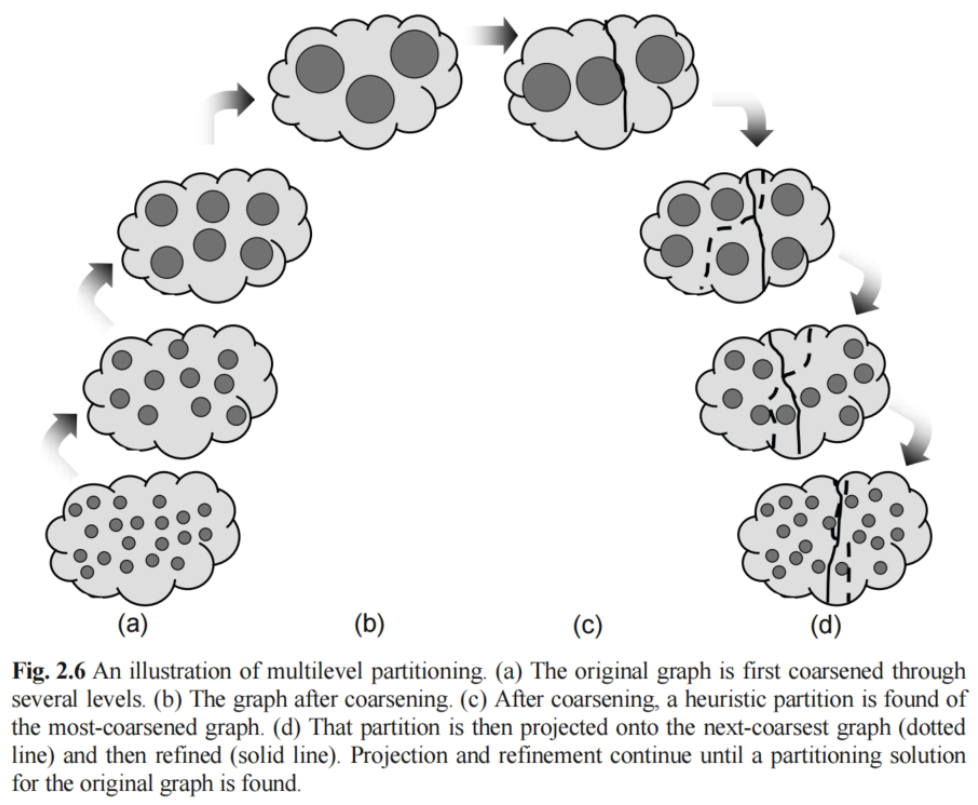 (a)
(b)
(c)
(d)
Fig. 2.6 An illustration of multilevel partitioning. (a) The original graph is first coarsened through
several levels. (b) The graph after coarsening. (c) After coarsening, a heuristic partition is found of
the most-coarsened graph. (d) That partition is then projected onto the next-coarsest graph (dotted
line) and then refined (solid line). Projection and refinement continue until a partitioning solution
for the original graph is found.